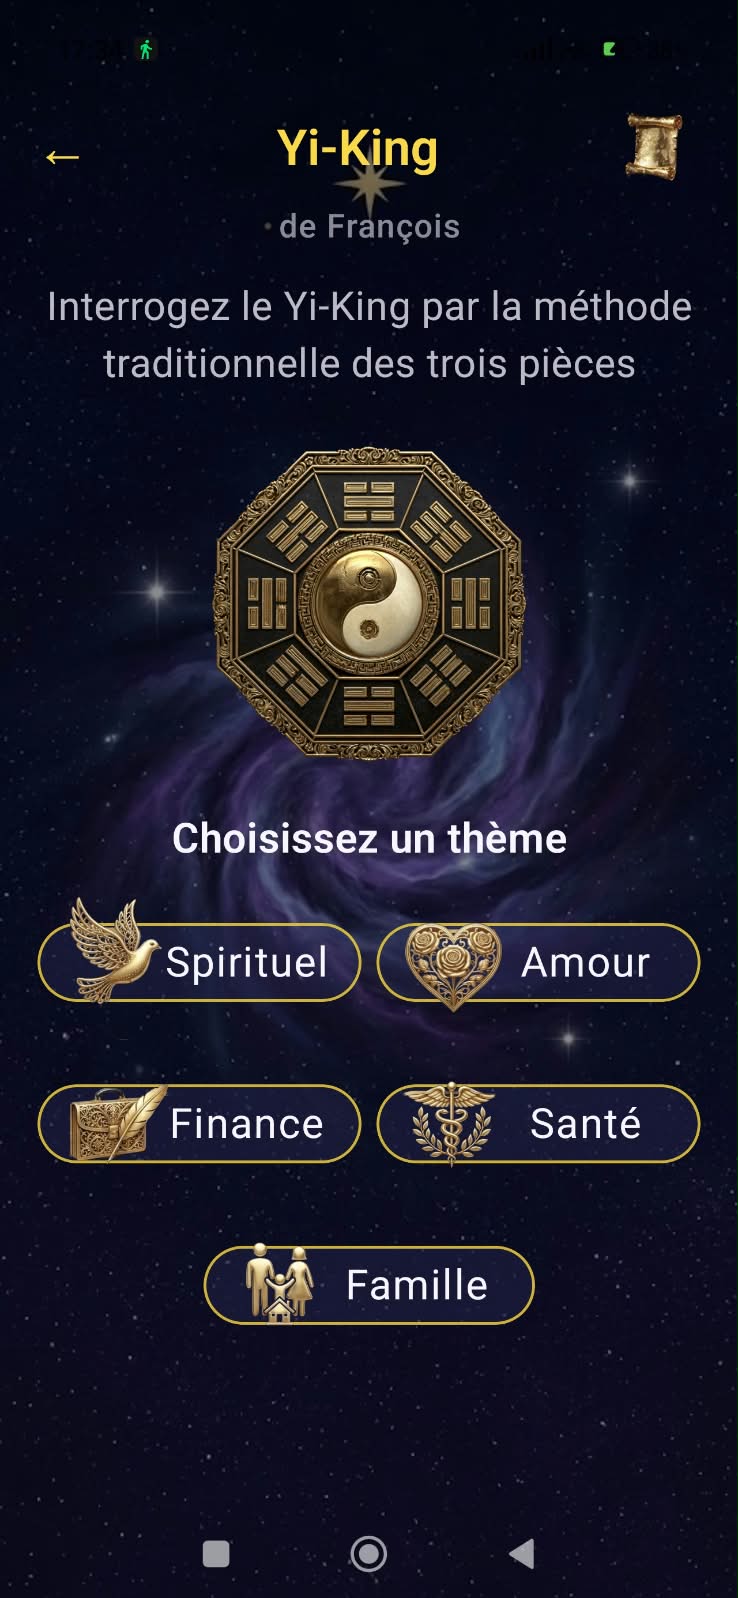 Yi-King
de François
Interrogez le Yi-King par la méthode
traditionnelle des trois pièces
Choisissez un thème
Spirituel
Amour
Finance
Santé
Famille